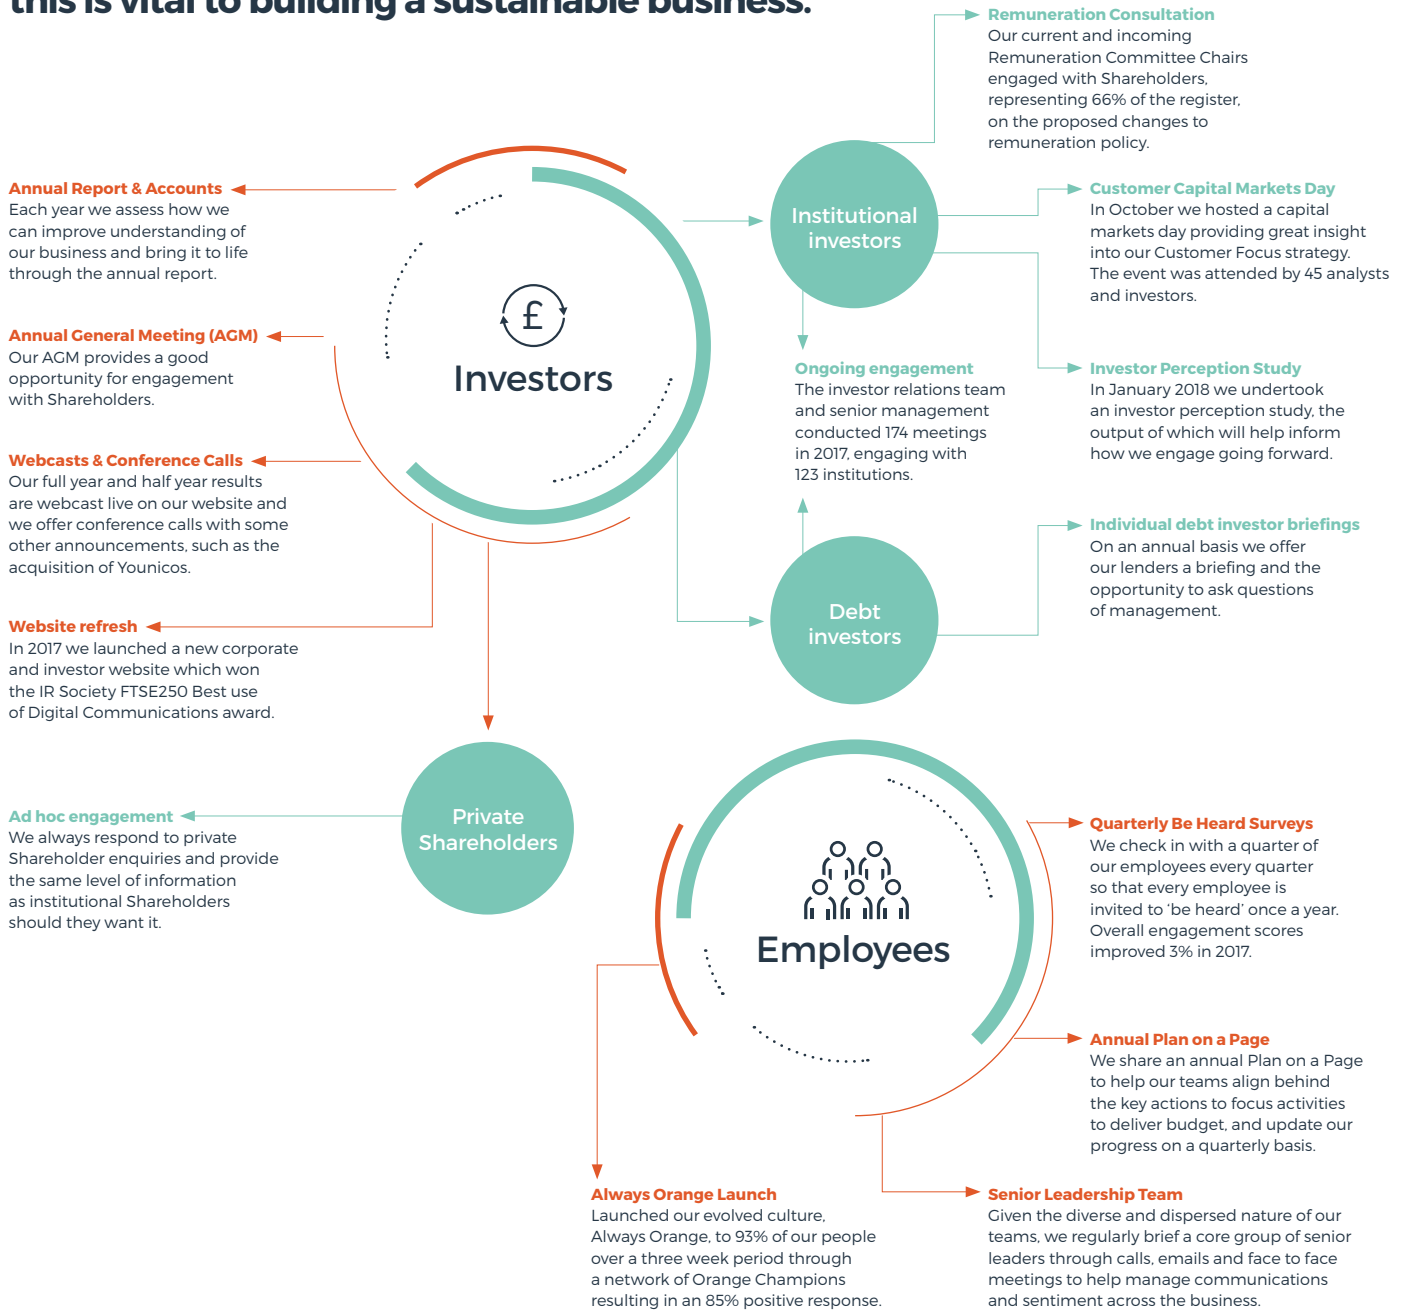 this is vital to building a sustainable business.
Remuneration Consultation
Our current and incoming
Remuneration Committee Chairs
engaged with Shareholders,
representing 66% of the register,
on the proposed changes to
remuneration policy.
Annual Report & Accounts
Each year we assess how we
can improve understanding of
our business and bring it to life
through the annual report.
Annual General Meeting (AGM)
Our AGM provides a good
opportunity for engagement
with Shareholders.
Webcasts & Conference Calls
Our full year and half year results
are webcast live on our website and
we offer conference calls with some
other announcements, such as the
acquisition of Younicos.
Website refresh
In 2017 we launched a new corporate
and investor website which won
the IR Society FTSE250 Best use
of Digital Communications award.
£
Investors
Institutional
investors
Customer Capital Markets Day
In October we hosted a capital
markets day providing great insight
into our Customer Focus strategy.
The event was attended by 45 analysts
and investors.
Ongoing engagement
The investor relations team
and senior management
conducted 174 meetings
in 2017, engaging with
123 institutions.
Investor Perception Study
In January 2018 we undertook
an investor perception study, the
output of which will help inform
how we engage going forward.
Debt
investors
Individual debt investor briefings
On an annual basis we offer
our lenders a briefing and the
opportunity to ask questions
of management.
Private
Shareholders
Ad hoc engagement
We always respond to private
Shareholder enquiries and provide
the same level of information
as institutional Shareholders
should they want it.
Employees
Quarterly Be Heard Surveys
We check in with a quarter of
our employees every quarter
so that every employee is
invited to ‘be heard’ once a year.
Overall engagement scores
improved 3% in 2017.
Annual Plan on a Page
We share an annual Plan on a Page
to help our teams align behind
the key actions to focus activities
to deliver budget, and update our
progress on a quarterly basis.
Always Orange Launch
Launched our evolved culture,
Always Orange, to 93% of our people
over a three week period through
a network of Orange Champions
resulting in an 85% positive response.
Senior Leadership Team
Given the diverse and dispersed nature of our
teams, we regularly brief a core group of senior
leaders through calls, emails and face to face
meetings to help manage communications
and sentiment across the business.